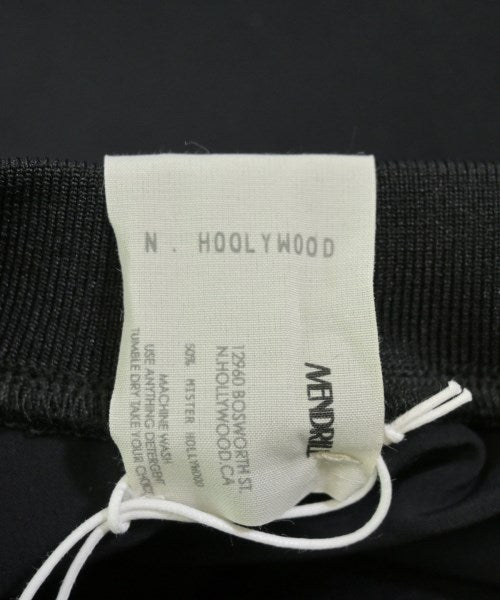 N. HOOLYWOOD
MENDRILL
12960 BOSWORTH ST.
N.HOLLYWOOD.CA
50% MISTER HOLLYWOOD
MACHINE WASH
USE ANYTHING DETERGENT
TUMBLE DRY TAKE YOUR CHOICE